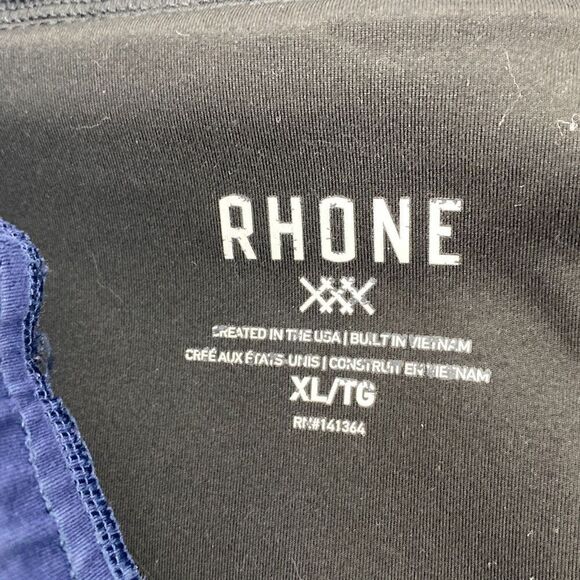 RHONE
CREATED IN THE USA | BUILT IN VIETNAM
CRÉÉ AUX ÉTATS-UNIS | CONSTRUIT EN VIETNAM
XL/TG
RN#141364